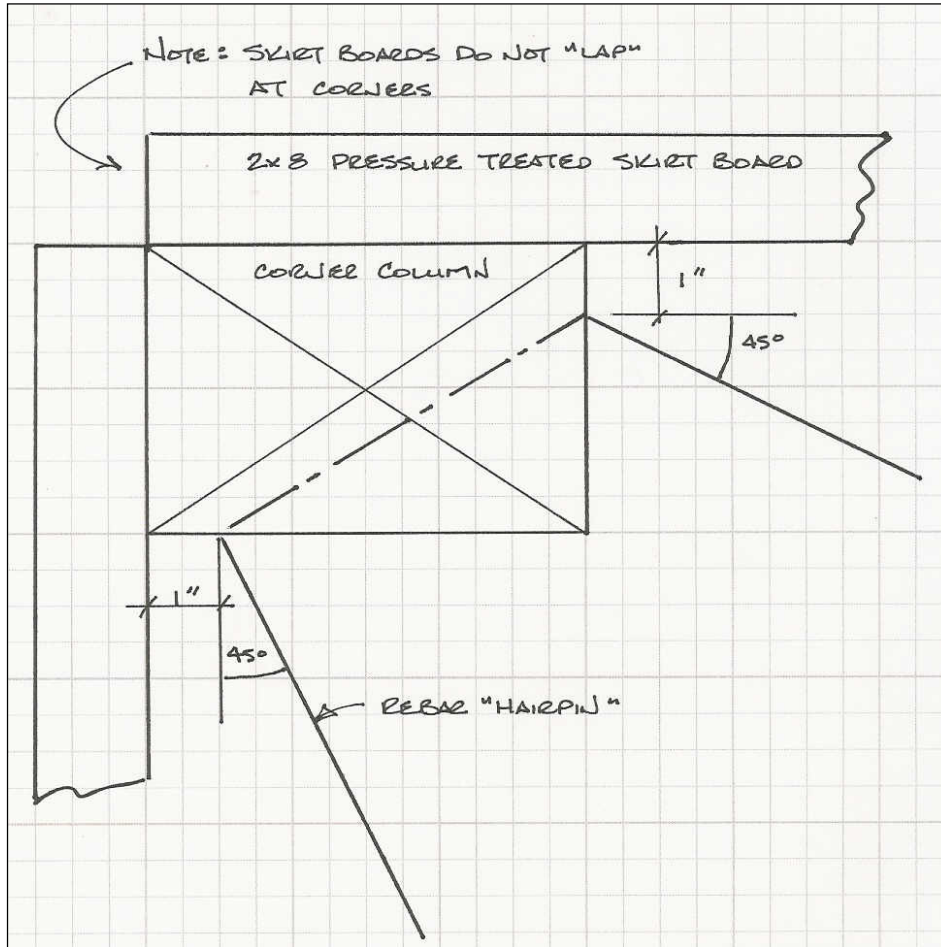 NOTE: SKIRT BOARDS DO NOT "LAP"
AT CORNERS
2x8 PRESSURE TREATED SKIRT BOARD
CORNER COLUMN
1"
45°
1"
45°
REBAR "HAIRPIN"